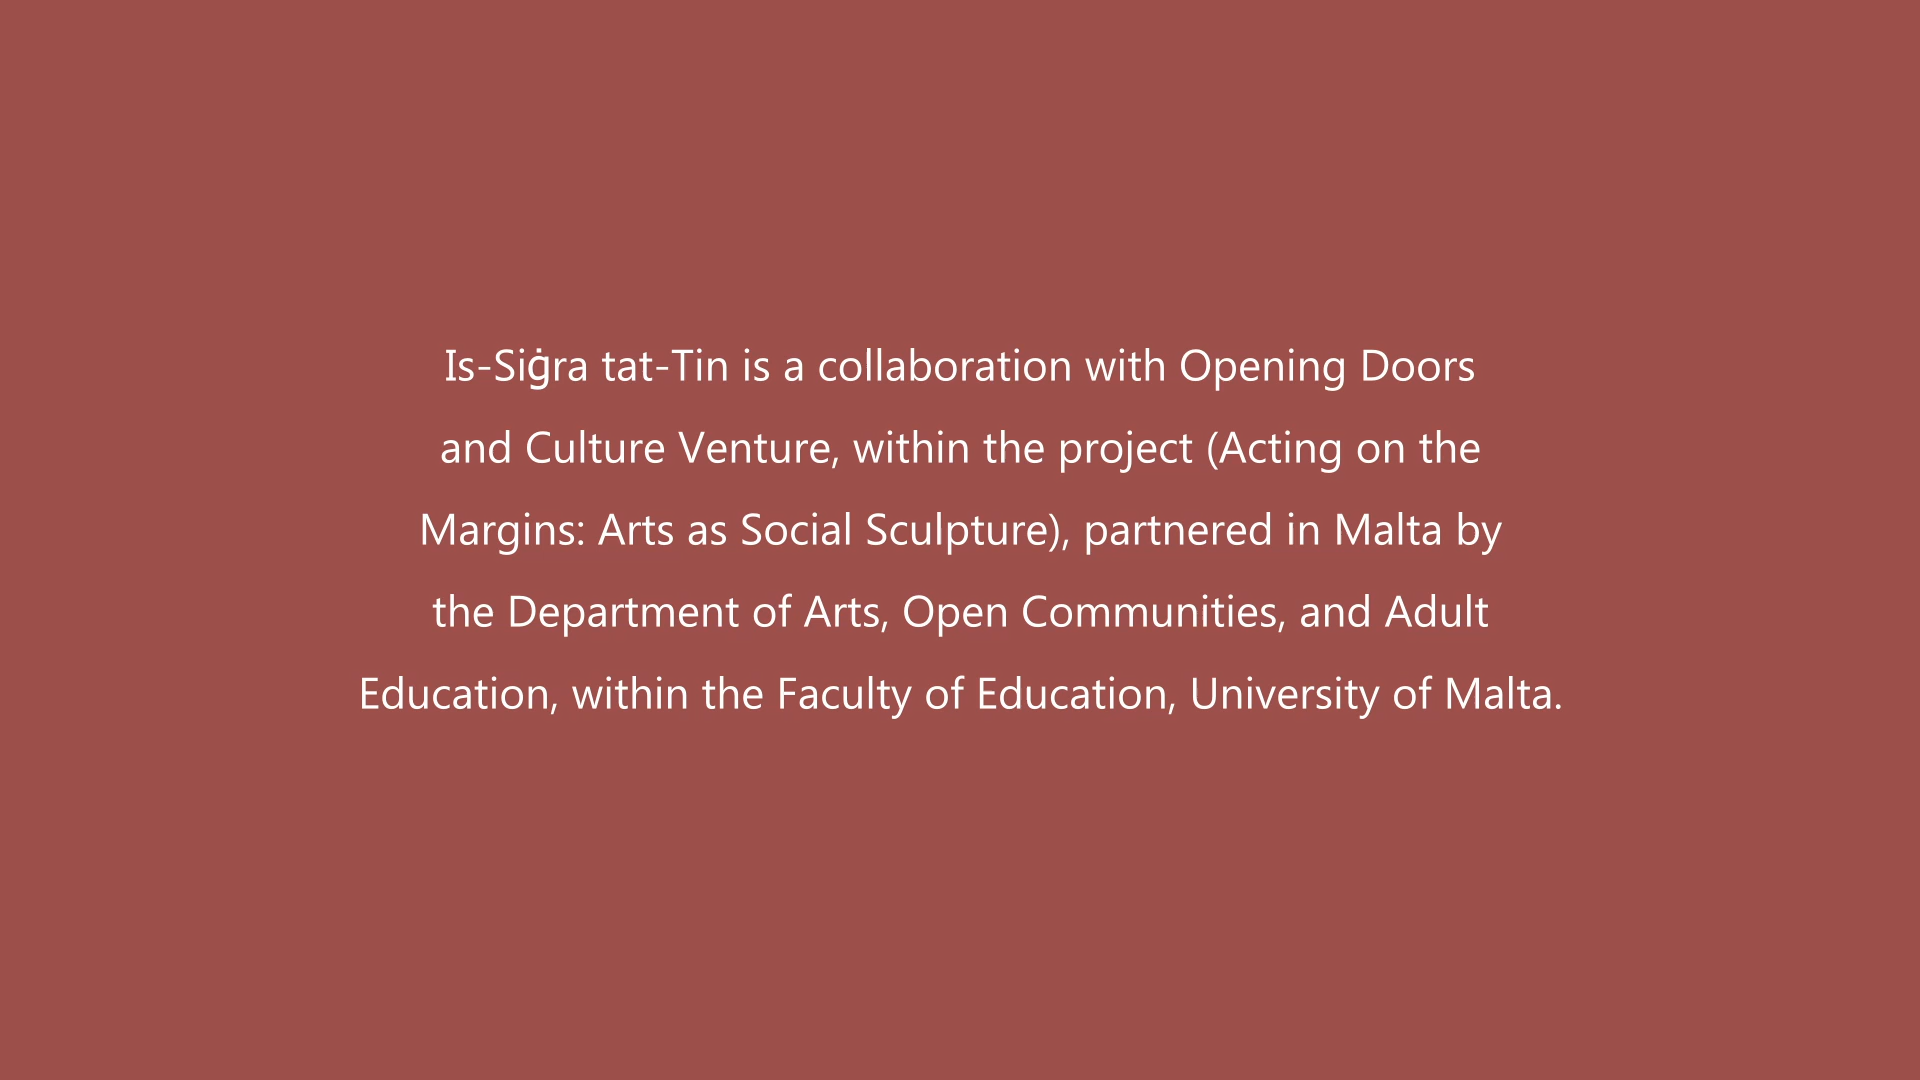 Is-Siġra tat-Tin is a collaboration with Opening Doors
and Culture Venture, within the project (Acting on the
Margins: Arts as Social Sculpture), partnered in Malta by
the Department of Arts, Open Communities, and Adult
Education, within the Faculty of Education, University of Malta.